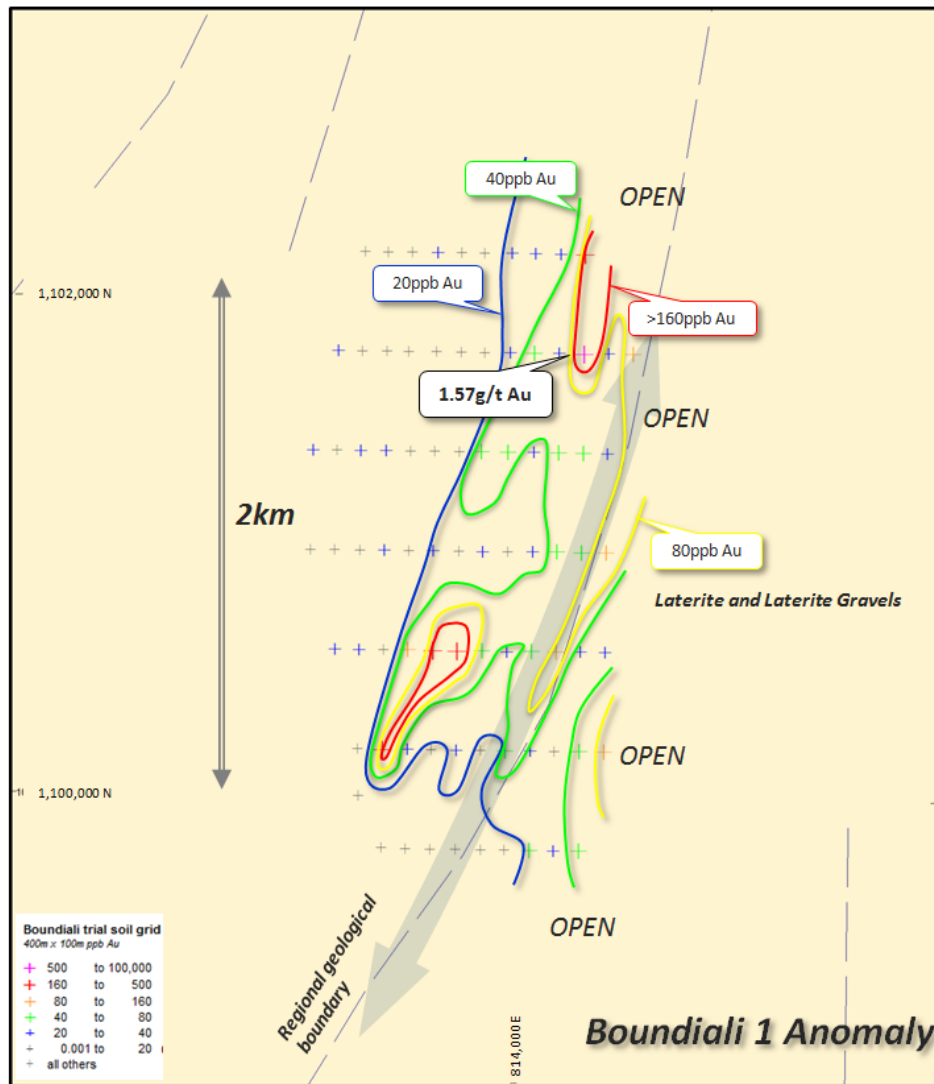 40ppb Au
OPEN
20ppb Au
1,102,000 N
>160ppb Au
1.57g/t Au
OPEN
2km
80ppb Au
Laterite and Laterite Gravels
OPEN
1,100,000 N
OPEN
Regional geological
boundary
814,000E
Boundiali 1 Anomaly
Boundiali trial soil grid
400m x 100m ppb Au
500 to 100,000
160 to 500
80 to 160
40 to 80
20 to 40
0.001 to 20
all others